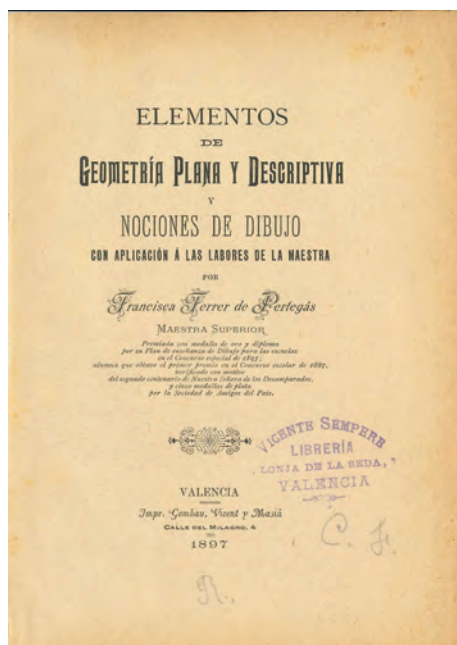 ELEMENTOS
DE
GEOMETRÍA PLANA Y DESCRIPTIVA
Y
NOCIONES DE DIBUJO
CON APLICACIÓN Á LAS LABORES DE LA MAESTRA
POR
Francisca Ferrer de Pertegás
MAESTRA SUPERIOR
Premiada con medalla de oro y diploma
por su Plan de enseñanza de Dibujo para las escuelas
en el Concurso especial de
alumna que obtuvo el primer premio en el Concurso escolar de 1867,
verificado con motivo
del segundo centenario de Nuestra Señora de los Desamparados,
y cinco medallas de plata
por la Sociedad de Amigos del País.
VICENTE SEMPERE
LIBRERÍA
LONJA DE LA SEDA,
VALENCIA
VALENCIA
Impr. Gombau, Vicent y Masiá
CALLE DEL MILAGRO, 4
1897
R.